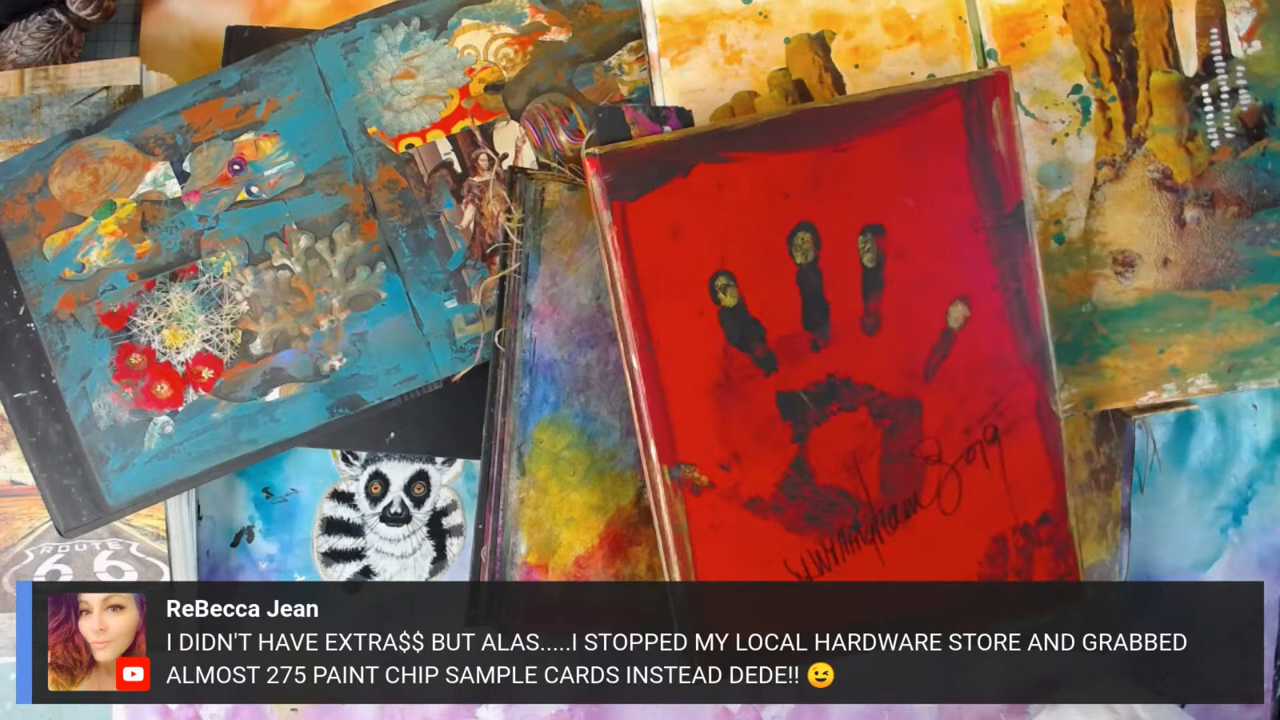 ROUTE
66
ReBecca Jean
I DIDN'T HAVE EXTRA$$ BUT ALAS.....I STOPPED MY LOCAL HARDWARE STORE AND GRABBED
ALMOST 275 PAINT CHIP SAMPLE CARDS INSTEAD DEDE!! 😉